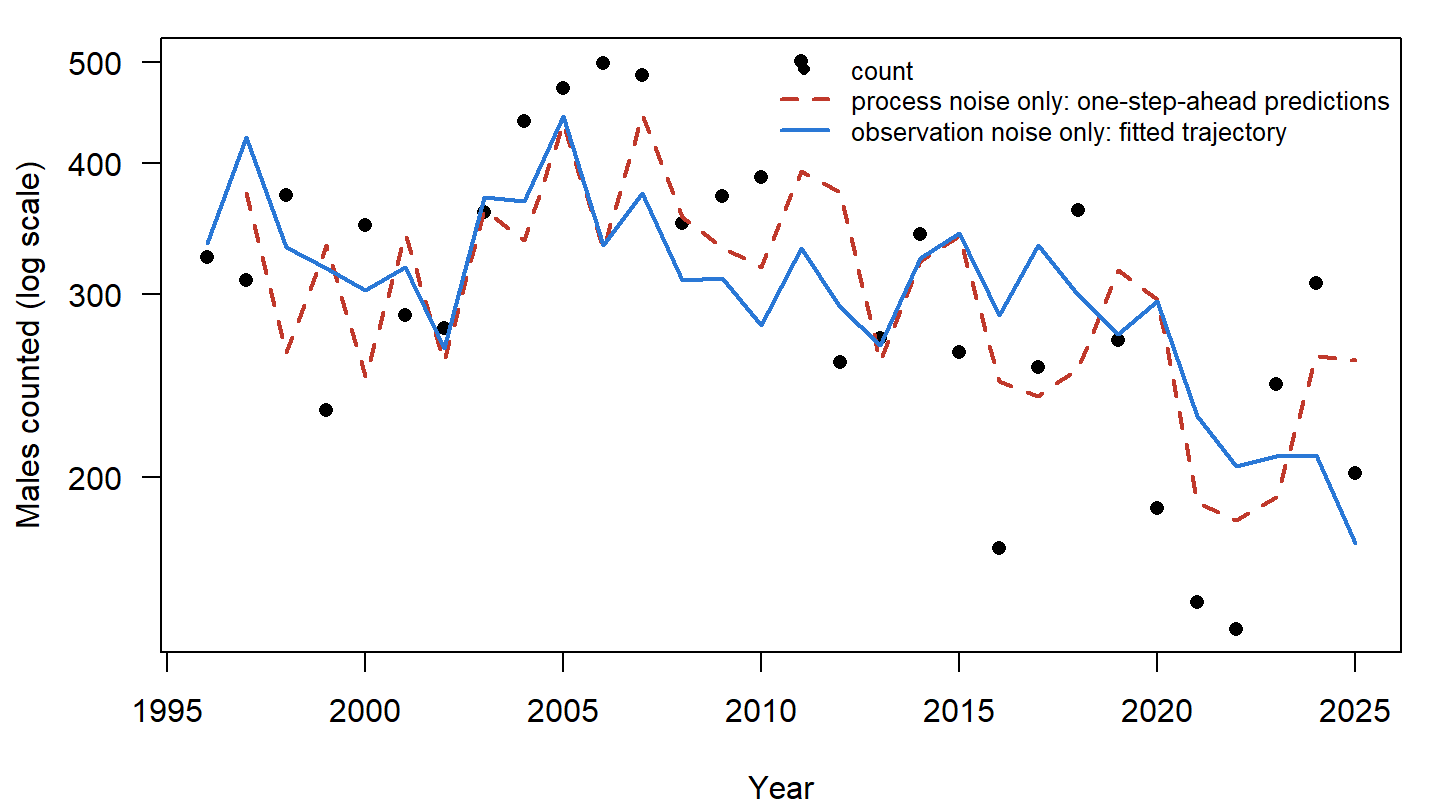 500
400
300
200
Males counted (log scale)
count
process noise only: one-step-ahead predictions
observation noise only: fitted trajectory
1995 2000 2005 2010 2015 2020 2025
Year